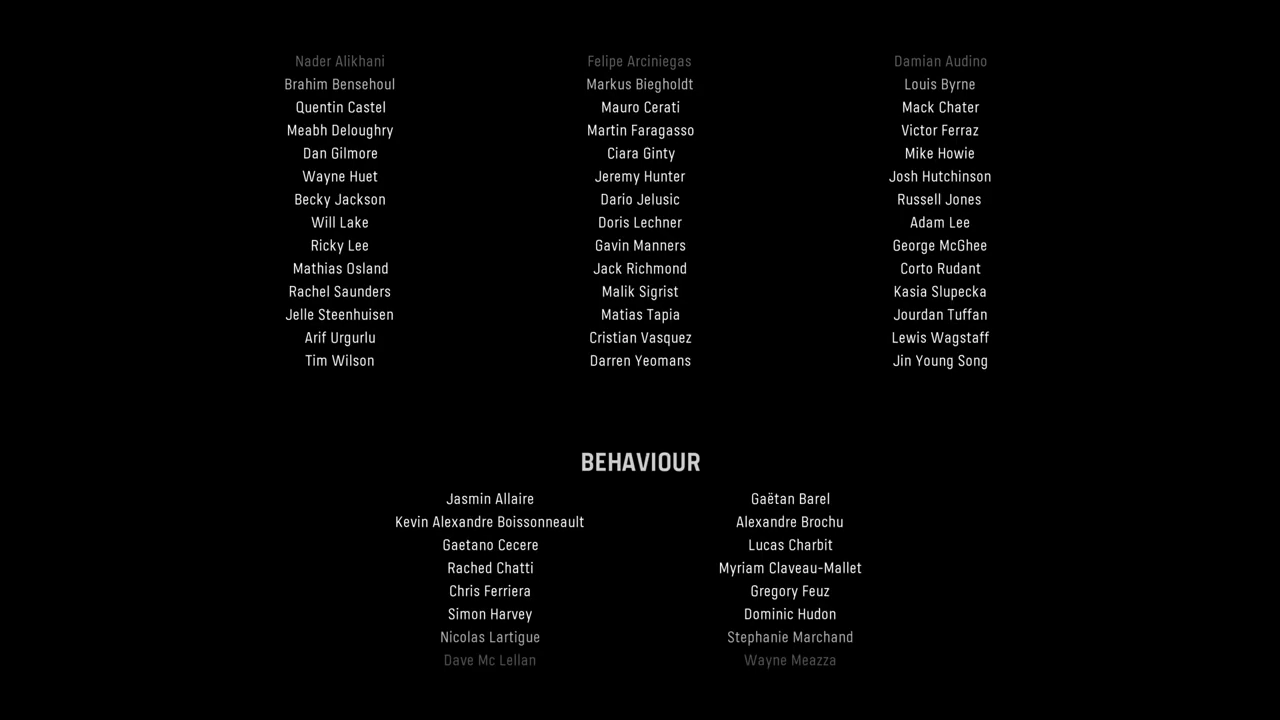 Nader Alikhani Felipe Arciniegas Damian Audino
Brahim Bensehoul Markus Biegholdt Louis Byrne
Quentin Castel Mauro Cerati Mack Chater
Meabh Deloughry Martin Faragasso Victor Ferraz
Dan Gilmore Ciara Ginty Mike Howie
Wayne Huet Jeremy Hunter Josh Hutchinson
Becky Jackson Dario Jelusic Russell Jones
Will Lake Doris Lechner Adam Lee
Ricky Lee Gavin Manners George McGhee
Mathias Osland Jack Richmond Corto Rudant
Rachel Saunders Malik Sigrist Kasia Slupecka
Jelle Steenhuisen Matias Tapia Jourdan Tuffan
Arif Urgurlu Cristian Vasquez Lewis Wagstaff
Tim Wilson Darren Yeomans Jin Young Song
BEHAVIOUR
Jasmin Allaire Gaëtan Barel
Kevin Alexandre Boissonneault Alexandre Brochu
Gaetano Cecere Lucas Charbit
Rached Chatti Myriam Claveau-Mallet
Chris Ferriera Gregory Feuz
Simon Harvey Dominic Hudon
Nicolas Lartigue Stephanie Marchand
Dave Mc Lellan Wayne Meazza